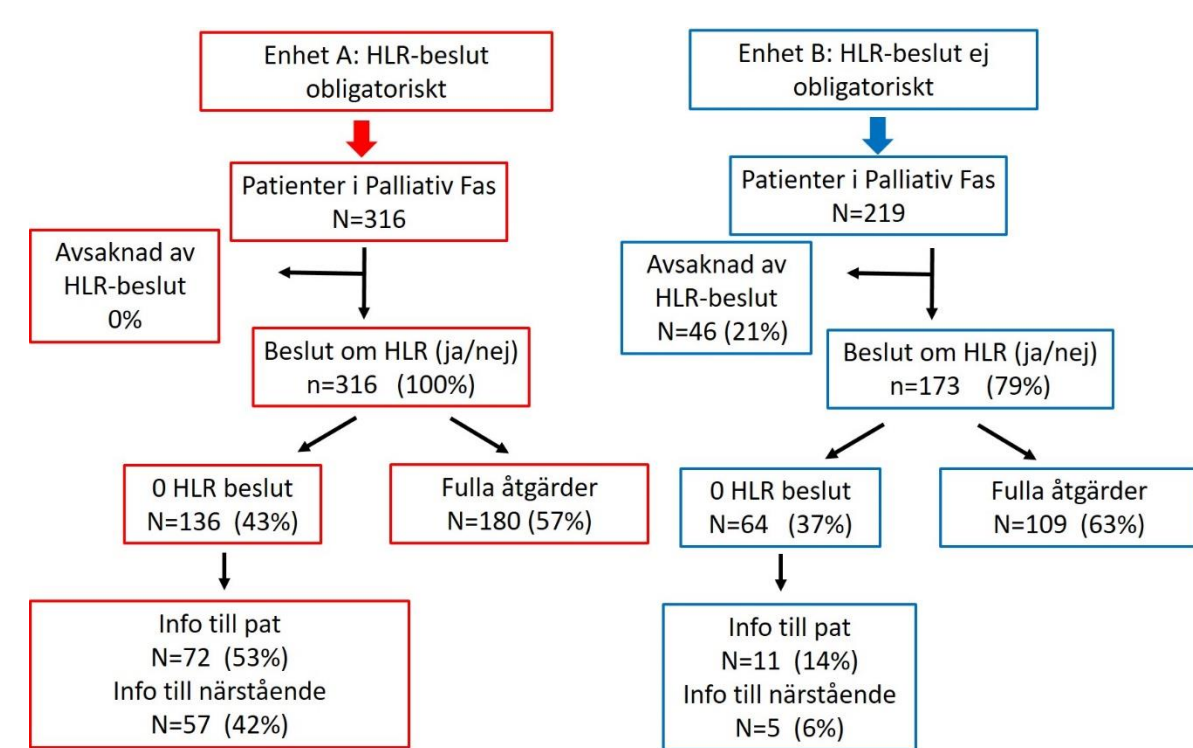 Enhet A: HLR-beslut
obligatoriskt
Patienter i Palliativ Fas
N=316
Avsaknad av
HLR-beslut
0%
Beslut om HLR (ja/nej)
n=316 (100%)
0 HLR beslut
N=136 (43%)
Fulla åtgärder
N=180 (57%)
Info till pat
N=72 (53%)
Info till närstående
N=57 (42%)
Enhet B: HLR-beslut ej
obligatoriskt
Patienter i Palliativ Fas
N=219
Avsaknad av
HLR-beslut
N=46 (21%)
Beslut om HLR (ja/nej)
n=173 (79%)
0 HLR beslut
N=64 (37%)
Fulla åtgärder
N=109 (63%)
Info till pat
N=11 (14%)
Info till närstående
N=5 (6%)